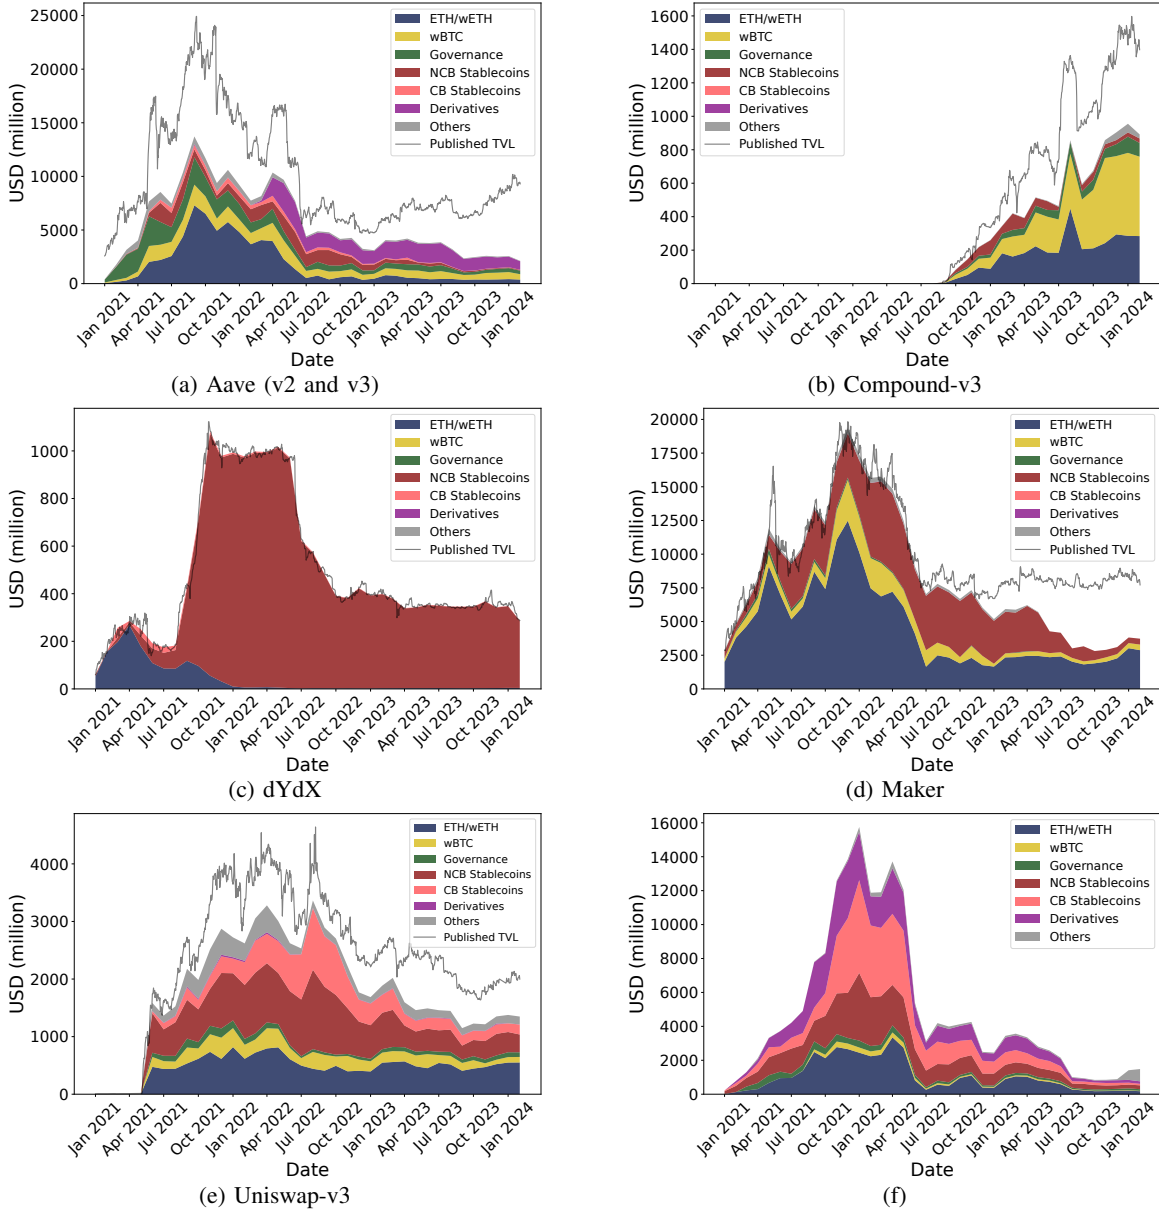 25000
20000
15000
10000
5000
0
USD (million)
ETH/wETH
wBTC
Governance
NCB Stablecoins
CB Stablecoins
Derivatives
Others
Published TVL
Jan 2021
Apr 2021
Jul 2021
Oct 2021
Jan 2022
Apr 2022
Jul 2022
Oct 2022
Jan 2023
Apr 2023
Jul 2023
Oct 2023
Jan 2024
Date
(a) Aave (v2 and v3)
1600
1400
1200
1000
800
600
400
200
0
USD (million)
ETH/wETH
wBTC
Governance
NCB Stablecoins
CB Stablecoins
Derivatives
Others
Published TVL
Jan 2021
Apr 2021
Jul 2021
Oct 2021
Jan 2022
Apr 2022
Jul 2022
Oct 2022
Jan 2023
Apr 2023
Jul 2023
Oct 2023
Jan 2024
Date
(b) Compound-v3
1000
800
600
400
200
0
USD (million)
ETH/wETH
wBTC
Governance
NCB Stablecoins
CB Stablecoins
Derivatives
Others
Published TVL
Jan 2021
Apr 2021
Jul 2021
Oct 2021
Jan 2022
Apr 2022
Jul 2022
Oct 2022
Jan 2023
Apr 2023
Jul 2023
Oct 2023
Jan 2024
Date
(c) dYdX
20000
17500
15000
12500
10000
7500
5000
2500
0
USD (million)
ETH/wETH
wBTC
Governance
NCB Stablecoins
CB Stablecoins
Derivatives
Others
Published TVL
Jan 2021
Apr 2021
Jul 2021
Oct 2021
Jan 2022
Apr 2022
Jul 2022
Oct 2022
Jan 2023
Apr 2023
Jul 2023
Oct 2023
Jan 2024
Date
(d) Maker
4000
3000
2000
1000
0
USD (million)
ETH/wETH
wBTC
Governance
NCB Stablecoins
CB Stablecoins
Derivatives
Others
Published TVL
Jan 2021
Apr 2021
Jul 2021
Oct 2021
Jan 2022
Apr 2022
Jul 2022
Oct 2022
Jan 2023
Apr 2023
Jul 2023
Oct 2023
Jan 2024
Date
(e) Uniswap-v3
16000
14000
12000
10000
8000
6000
4000
2000
0
USD (million)
ETH/wETH
wBTC
Governance
NCB Stablecoins
CB Stablecoins
Derivatives
Others
Jan 2021
Apr 2021
Jul 2021
Oct 2021
Jan 2022
Apr 2022
Jul 2022
Oct 2022
Jan 2023
Apr 2023
Jul 2023
Oct 2023
Jan 2024
Date
(f)